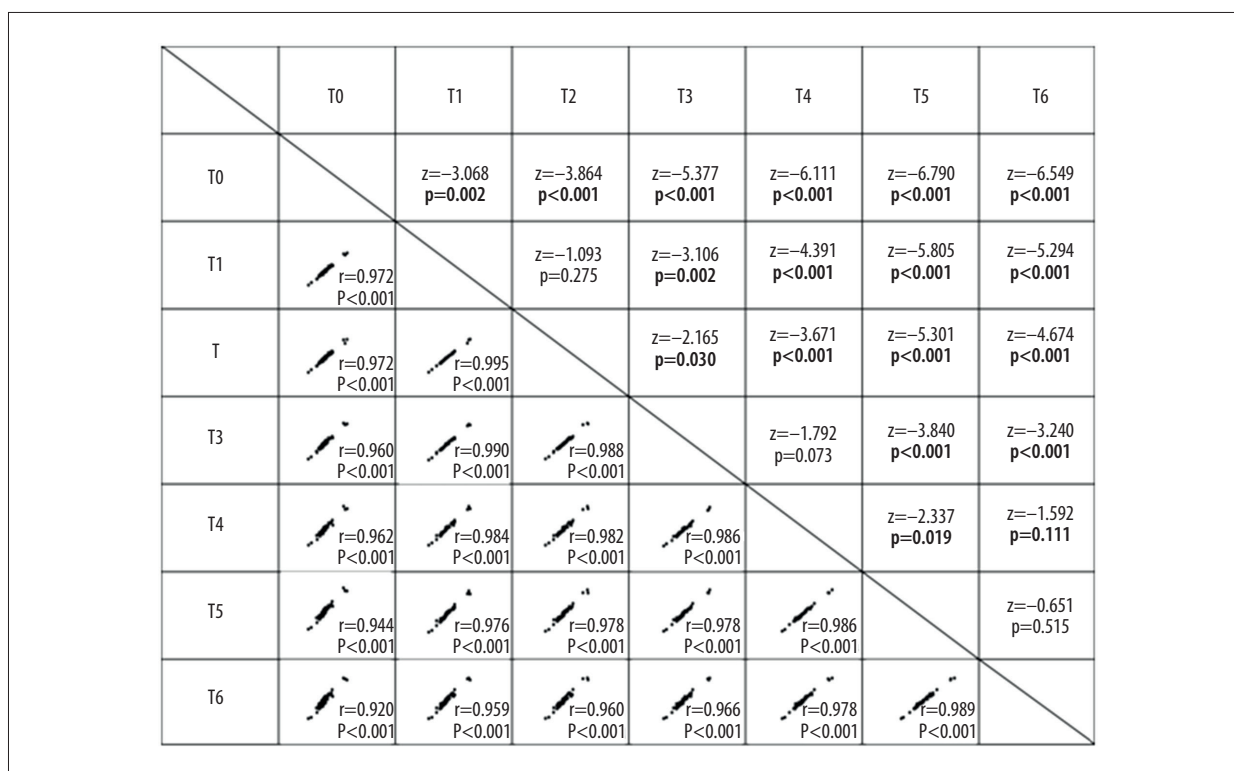 T0 T1 T2 T3 T4 T5 T6
T0
z=−3.068
p=0.002
z=−3.864
p<0.001
z=−5.377
p<0.001
z=−6.111
p<0.001
z=−6.790
p<0.001
z=−6.549
p<0.001
T1
r=0.972
P<0.001
z=−1.093
p=0.275
z=−3.106
p=0.002
z=−4.391
p<0.001
z=−5.805
p<0.001
z=−5.294
p<0.001
T
r=0.972
P<0.001
r=0.995
P<0.001
z=−2.165
p=0.030
z=−3.671
p<0.001
z=−5.301
p<0.001
z=−4.674
p<0.001
T3
r=0.960
P<0.001
r=0.990
P<0.001
r=0.988
P<0.001
z=−1.792
p=0.073
z=−3.840
p<0.001
z=−3.240
p<0.001
T4
r=0.962
P<0.001
r=0.984
P<0.001
r=0.982
P<0.001
r=0.986
P<0.001
z=−2.337
p=0.019
z=−1.592
p=0.111
T5
r=0.944
P<0.001
r=0.976
P<0.001
r=0.978
P<0.001
r=0.978
P<0.001
r=0.986
P<0.001
z=−0.651
p=0.515
T6
r=0.920
P<0.001
r=0.959
P<0.001
r=0.960
P<0.001
r=0.966
P<0.001
r=0.978
P<0.001
r=0.989
P<0.001